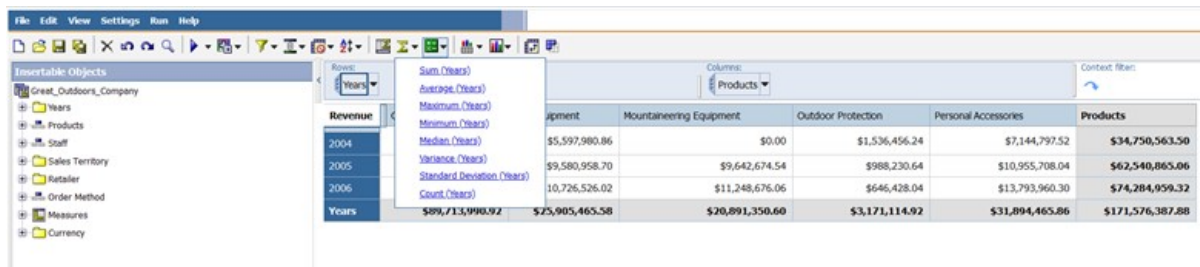 File Edit View Settings Run Help
Insertable Objects
Great_Outdoors_Company
Years
Products
Staff
Sales Territory
Retailer
Order Method
Measures
Currency
Rows:
Years
Columns:
Products
Context filter:
Sum (Years)
Average (Years)
Maximum (Years)
Minimum (Years)
Median (Years)
Variance (Years)
Standard Deviation (Years)
Count (Years)
Revenue Mountaineering Equipment Outdoor Protection Personal Accessories Products
2004 $5,597,980.86 $0.00 $1,536,456.24 $7,144,797.52 $34,750,563.50
2005 $9,580,958.70 $9,642,674.54 $988,230.64 $10,955,708.04 $62,540,865.06
2006 10,726,526.02 $11,248,676.06 $646,428.04 $13,793,960.30 $74,284,959.32
Years $89,713,990.92 $25,905,465.58 $20,891,350.60 $3,171,114.92 $31,894,465.86 $171,576,387.88